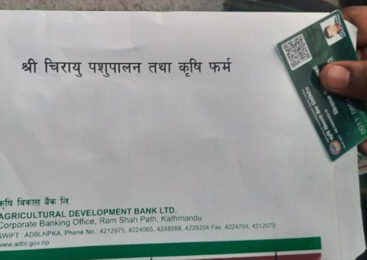 श्री चिरायु पशुपालन तथा कृषि फर्म
कृषि विकास बैंक लि.
AGRICULTURAL DEVELOPMENT BANK LTD.
Corporate Banking Office, Ram Shah Path, Kathmandu
SWIFT - ADBLNPKA, Phone No. 4212975, 4224065, 4248088, 4229204 Fax: 4224704, 4212079
www.adbl.gov.np